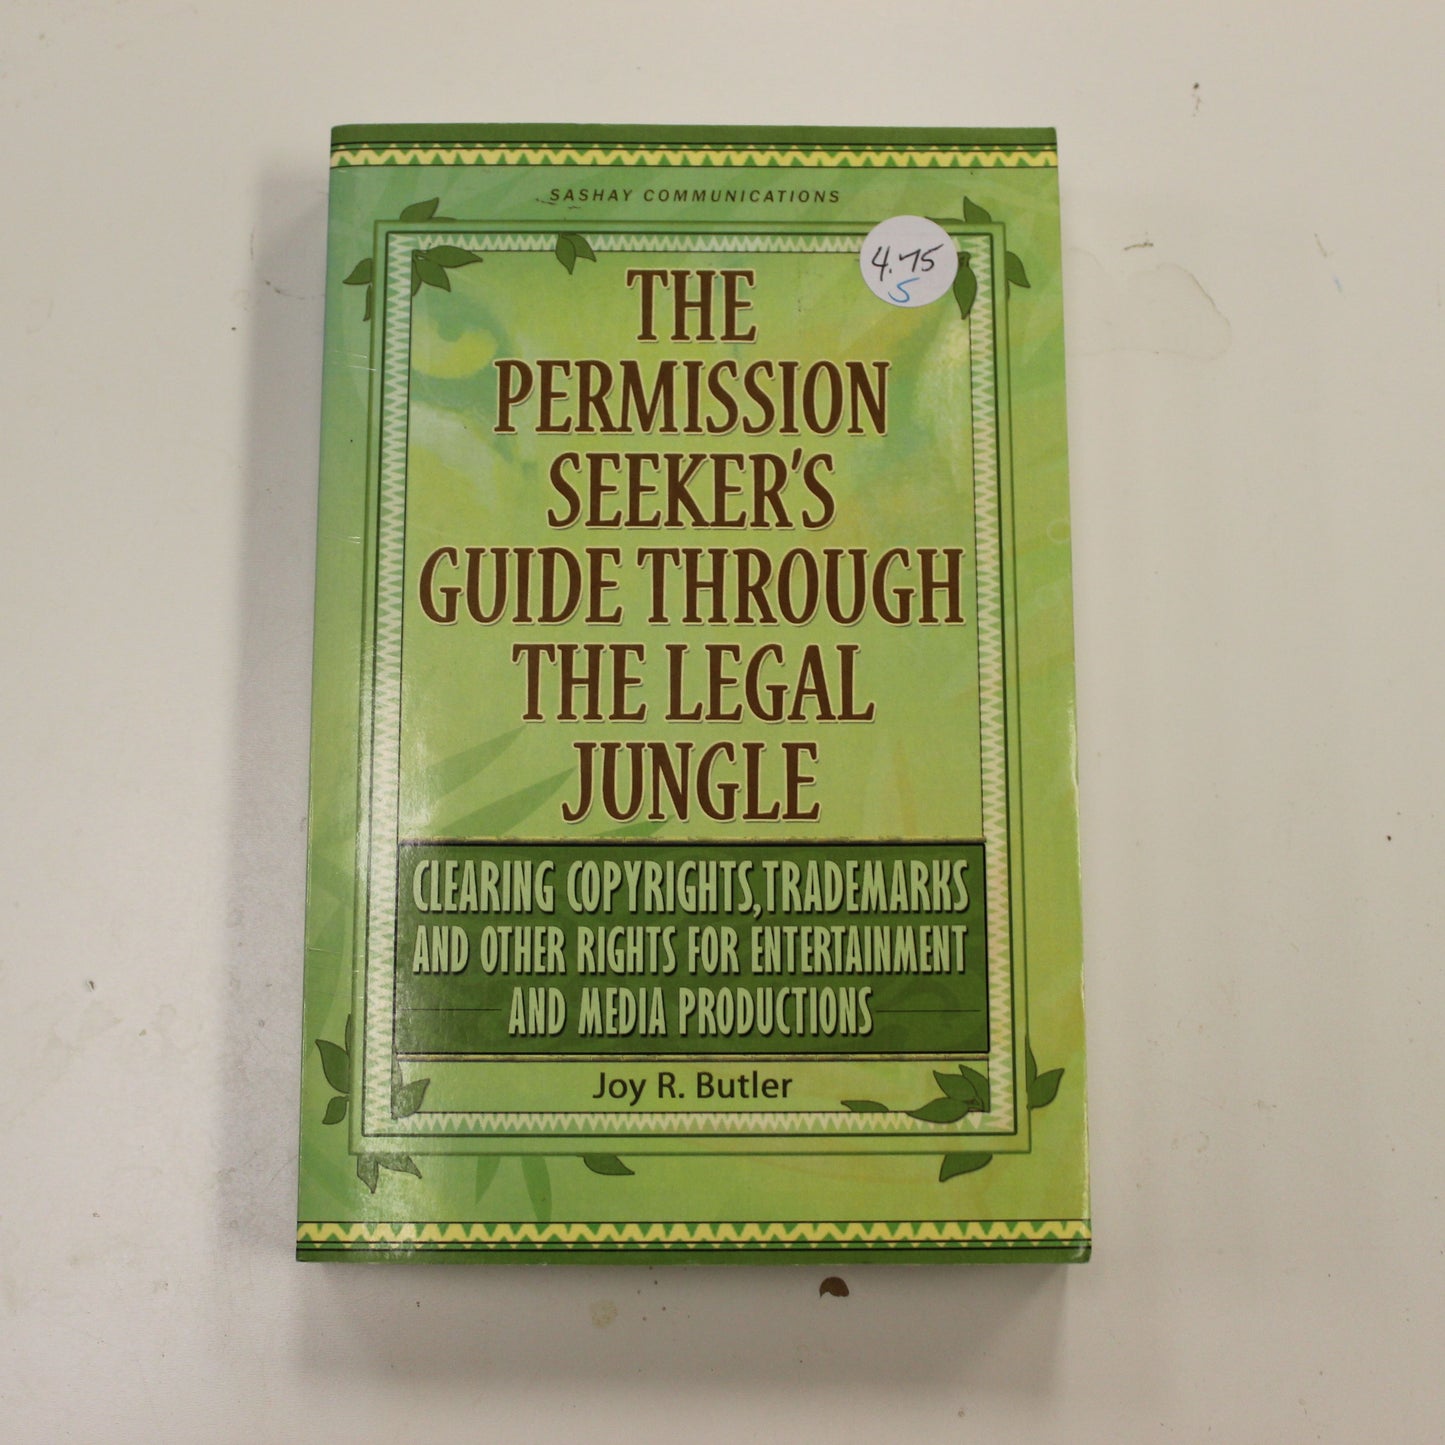 SASHAY COMMUNICATIONS
4.75
S
THE
PERMISSION
SEEKER'S
GUIDE THROUGH
THE LEGAL
JUNGLE
CLEARING COPYRIGHTS, TRADEMARKS
AND OTHER RIGHTS FOR ENTERTAINMENT
AND MEDIA PRODUCTIONS
Joy R. Butler